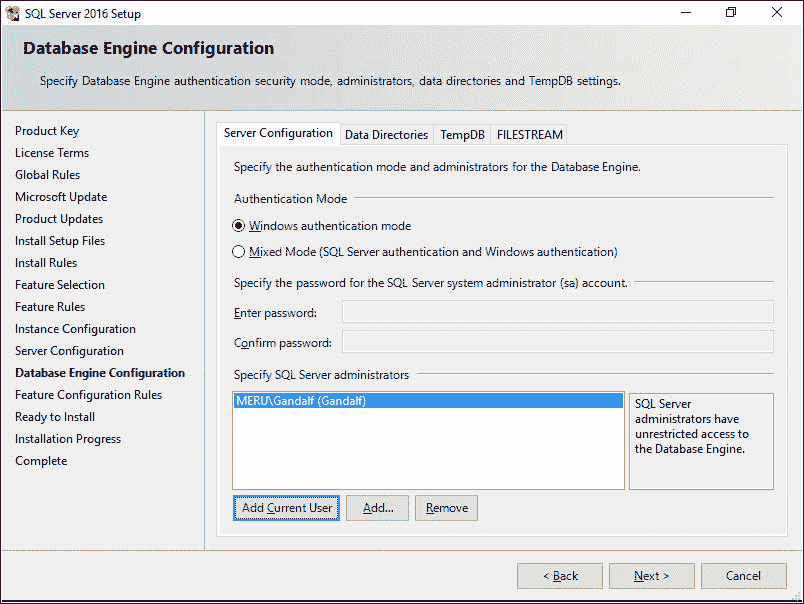 SQL Server 2016 Setup
Database Engine Configuration
Specify Database Engine authentication security mode, administrators, data directories and TempDB settings.
Product Key
License Terms
Global Rules
Microsoft Update
Product Updates
Install Setup Files
Install Rules
Feature Selection
Feature Rules
Instance Configuration
Server Configuration
Database Engine Configuration
Feature Configuration Rules
Ready to Install
Installation Progress
Complete
Server Configuration Data Directories TempDB FILESTREAM
Specify the authentication mode and administrators for the Database Engine.
Authentication Mode
Windows authentication mode
Mixed Mode (SQL Server authentication and Windows authentication)
Specify the password for the SQL Server system administrator (sa) account.
Enter password:
Confirm password:
Specify SQL Server administrators
MERU\Gandalf (Gandalf)
SQL Server
administrators have
unrestricted access to
the Database Engine.
Add Current User Add... Remove
< Back Next > Cancel